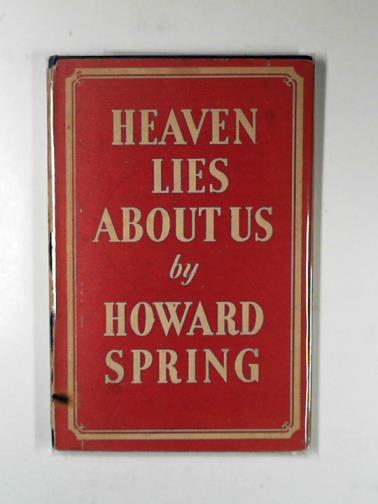 HEAVEN
LIES
ABOUT US
by
HOWARD
SPRING